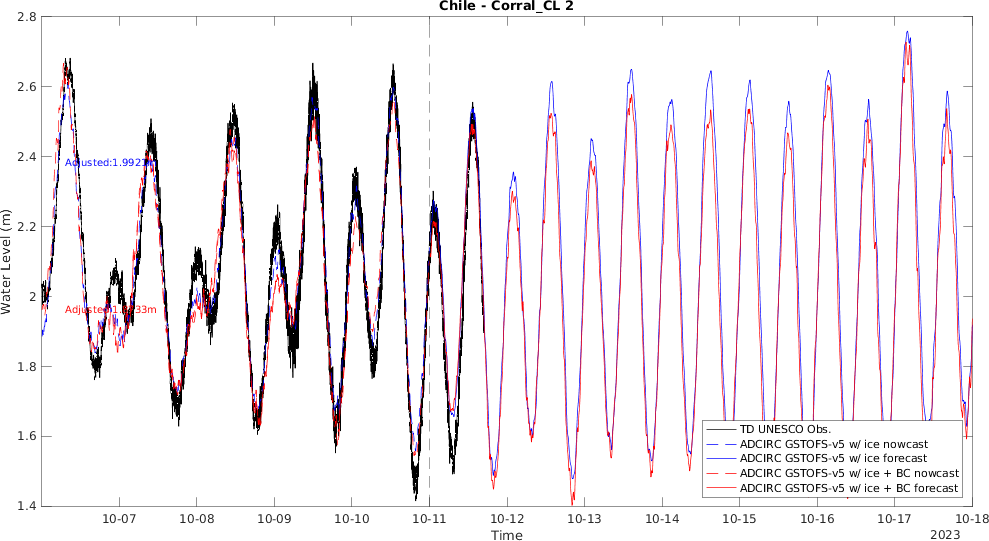 Chile - Corral_CL 2
2.8
2.6
2.4
2.2
2
1.8
1.6
1.4
Water Level (m)
Adjusted:1.9921m
TD UNESCO Obs.
ADCIRC GSTOFS-v5 w/ ice nowcast
ADCIRC GSTOFS-v5 w/ ice forecast
ADCIRC GSTOFS-v5 w/ ice + BC nowcast
ADCIRC GSTOFS-v5 w/ ice + BC forecast
10-07
10-08
10-09
10-10
10-11
10-12
10-13
10-14
10-15
10-16
10-17
10-18
Time
2023